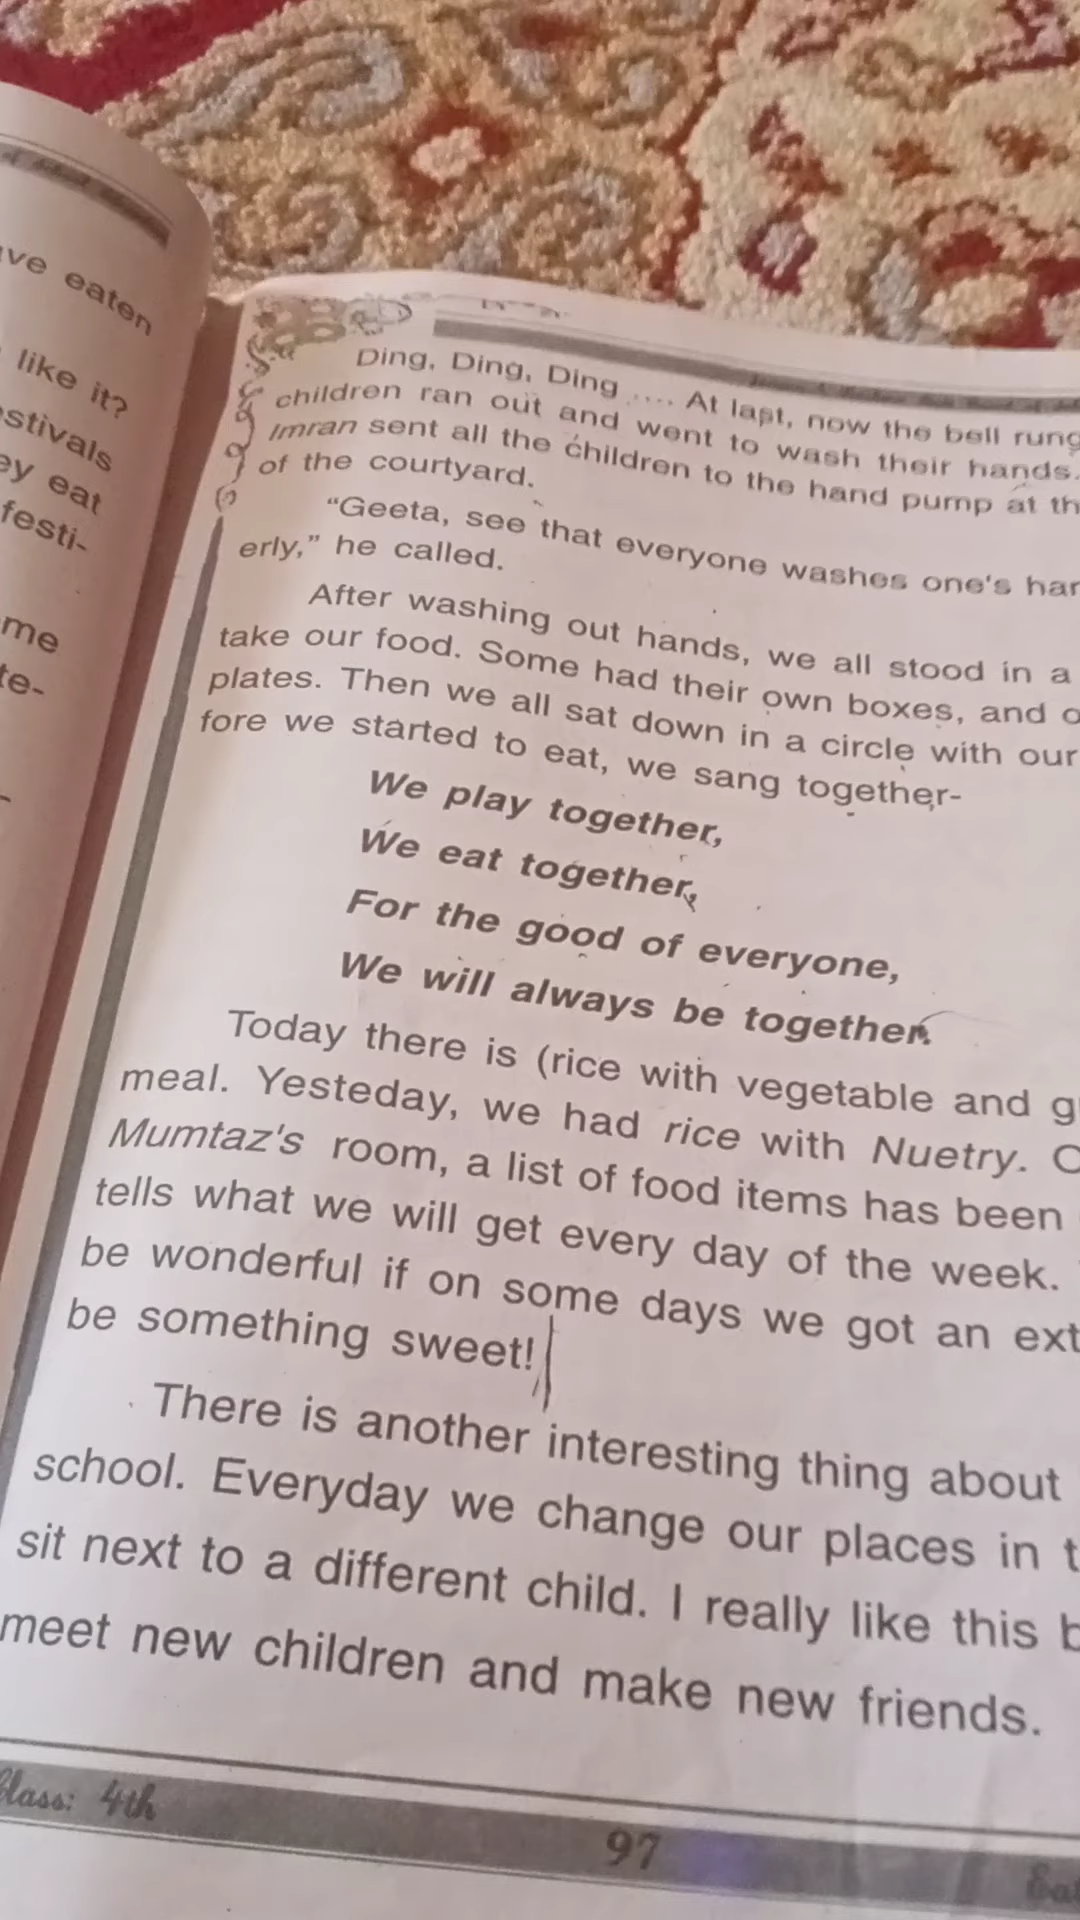 ve eaten
like it?
stivals
ey eat
festi-
me
te-
Ding, Ding, Ding .... At last, now the bell rung
children ran out and went to wash their hands.
Imran sent all the children to the hand pump at th
of the courtyard.
“Geeta, see that everyone washes one's har
erly,” he called.
After washing out hands, we all stood in a
take our food. Some had their own boxes, and o
plates. Then we all sat down in a circle with our
fore we started to eat, we sang together-
We play together,
We eat together,
For the good of everyone,
We will always be together.
Today there is (rice with vegetable and g
meal. Yesteday, we had rice with Nuetry. O
Mumtaz's room, a list of food items has been
tells what we will get every day of the week.
be wonderful if on some days we got an ext
be something sweet!
There is another interesting thing about
school. Everyday we change our places in t
sit next to a different child. I really like this b
meet new children and make new friends.
Class: 4th
97